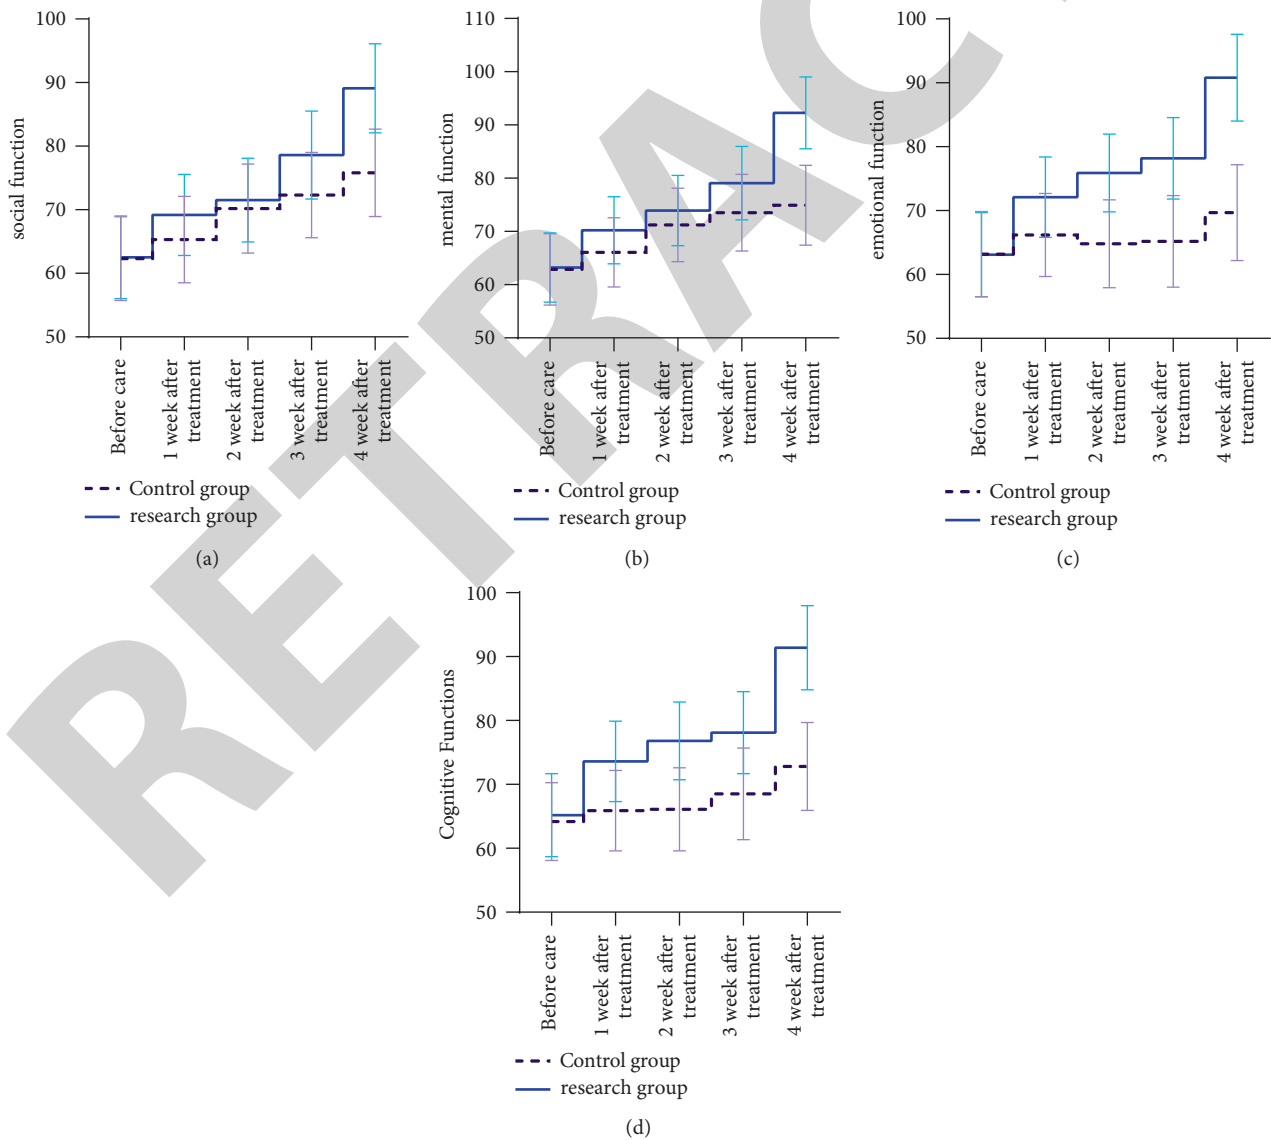 RETRAC
100
90
80
70
60
50
social function
Before care
1 week after
treatment
2 week after
treatment
3 week after
treatment
4 week after
treatment
Control group
research group
(a)
110
100
90
80
70
60
50
mental function
Before care
1 week after
treatment
2 week after
treatment
3 week after
treatment
4 week after
treatment
Control group
research group
(b)
100
90
80
70
60
50
emotional function
Before care
1 week after
treatment
2 week after
treatment
3 week after
treatment
4 week after
treatment
Control group
research group
(c)
100
90
80
70
60
50
Cognitive Functions
Before care
1 week after
treatment
2 week after
treatment
3 week after
treatment
4 week after
treatment
Control group
research group
(d)